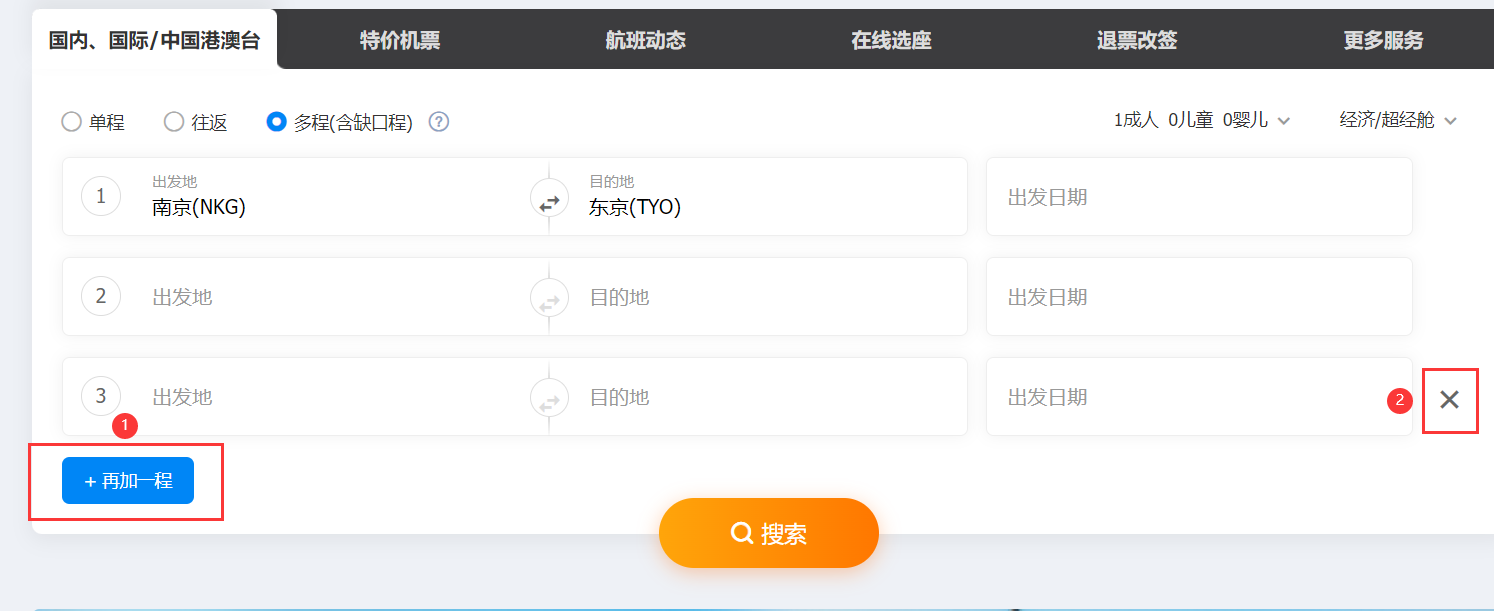 国内、国际/中国港澳台 特价机票 航班动态 在线选座 退票改签 更多服务
单程 往返 多程(含缺口程) ? 1成人 0儿童 0婴儿 经济/超经舱
出发地 目的地
1 南京(NKG) 东京(TYO) 出发日期
2 出发地 目的地 出发日期
3 出发地 目的地 出发日期 2
1
+ 再加一程
搜索